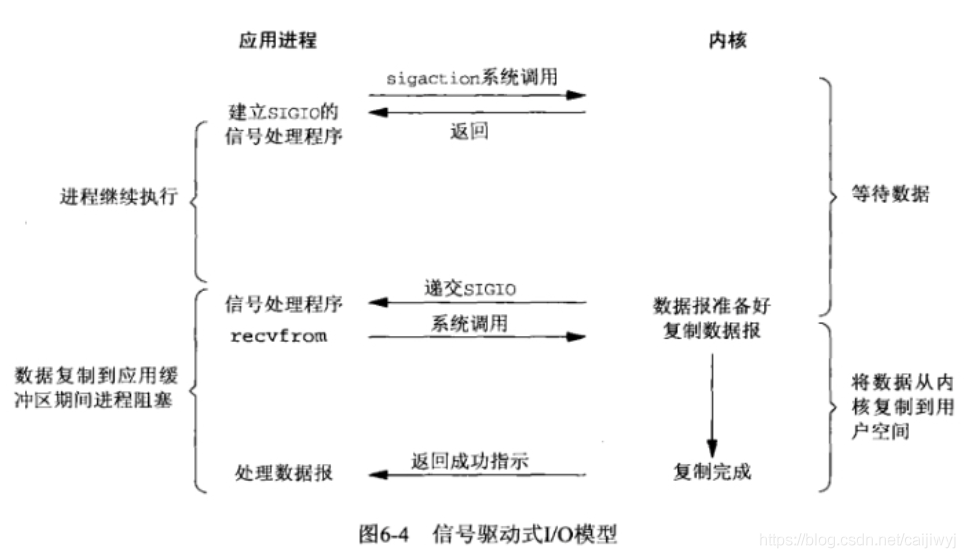 应用进程
内核
sigaction系统调用
建立SIGIO的
信号处理程序
返回
进程继续执行
等待数据
信号处理程序
递交SIGIO
数据报准备好
recvfrom
系统调用
复制数据报
数据复制到应用缓
冲区期间进程阻塞
将数据从内
核复制到用
户空间
处理数据报
返回成功指示
复制完成
图6-4 信号驱动式I/O模型
https://blog.csdn.net/caijiwyj